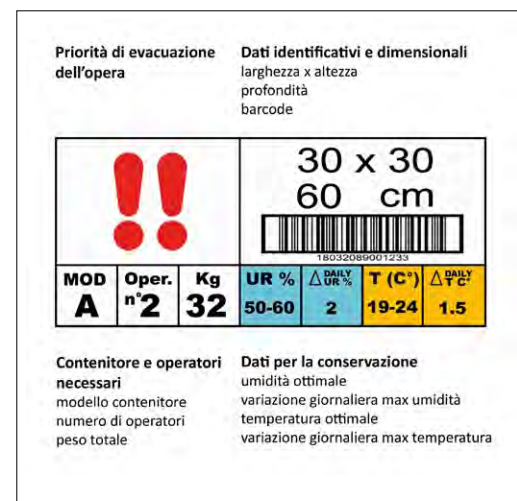 Priorità di evacuazione
dell'opera
Dati identificativi e dimensionali
larghezza x altezza
profondità
barcode
!!
30 x 30
60 cm
18032089001233
MOD
A
Oper.
n°2
Kg
32
UR %
50-60
Δ DAILY UR %
2
T (C°)
19-24
Δ DAILY T C°
1.5
Contenitore e operatori
necessari
modello contenitore
numero di operatori
peso totale
Dati per la conservazione
umidità ottimale
variazione giornaliera max umidità
temperatura ottimale
variazione giornaliera max temperatura